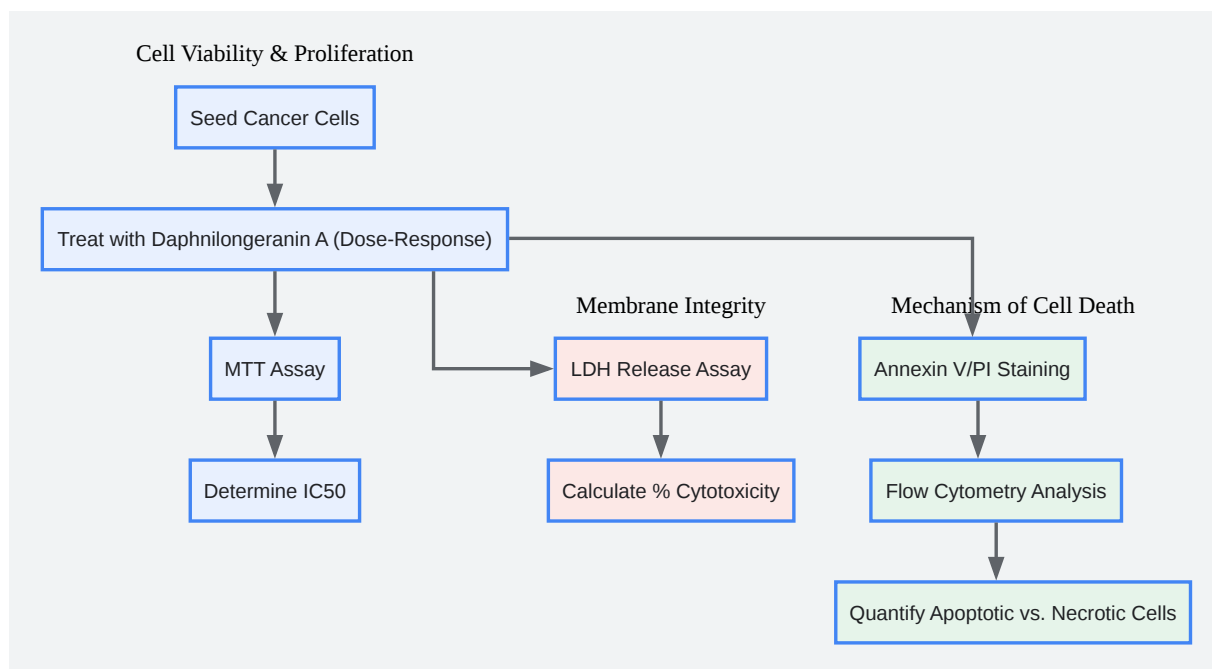 Cell Viability & Proliferation
Seed Cancer Cells
Treat with Daphnilongeranin A (Dose-Response)
MTT Assay
Determine IC50
Membrane Integrity
LDH Release Assay
Calculate % Cytotoxicity
Mechanism of Cell Death
Annexin V/PI Staining
Flow Cytometry Analysis
Quantify Apoptotic vs. Necrotic Cells